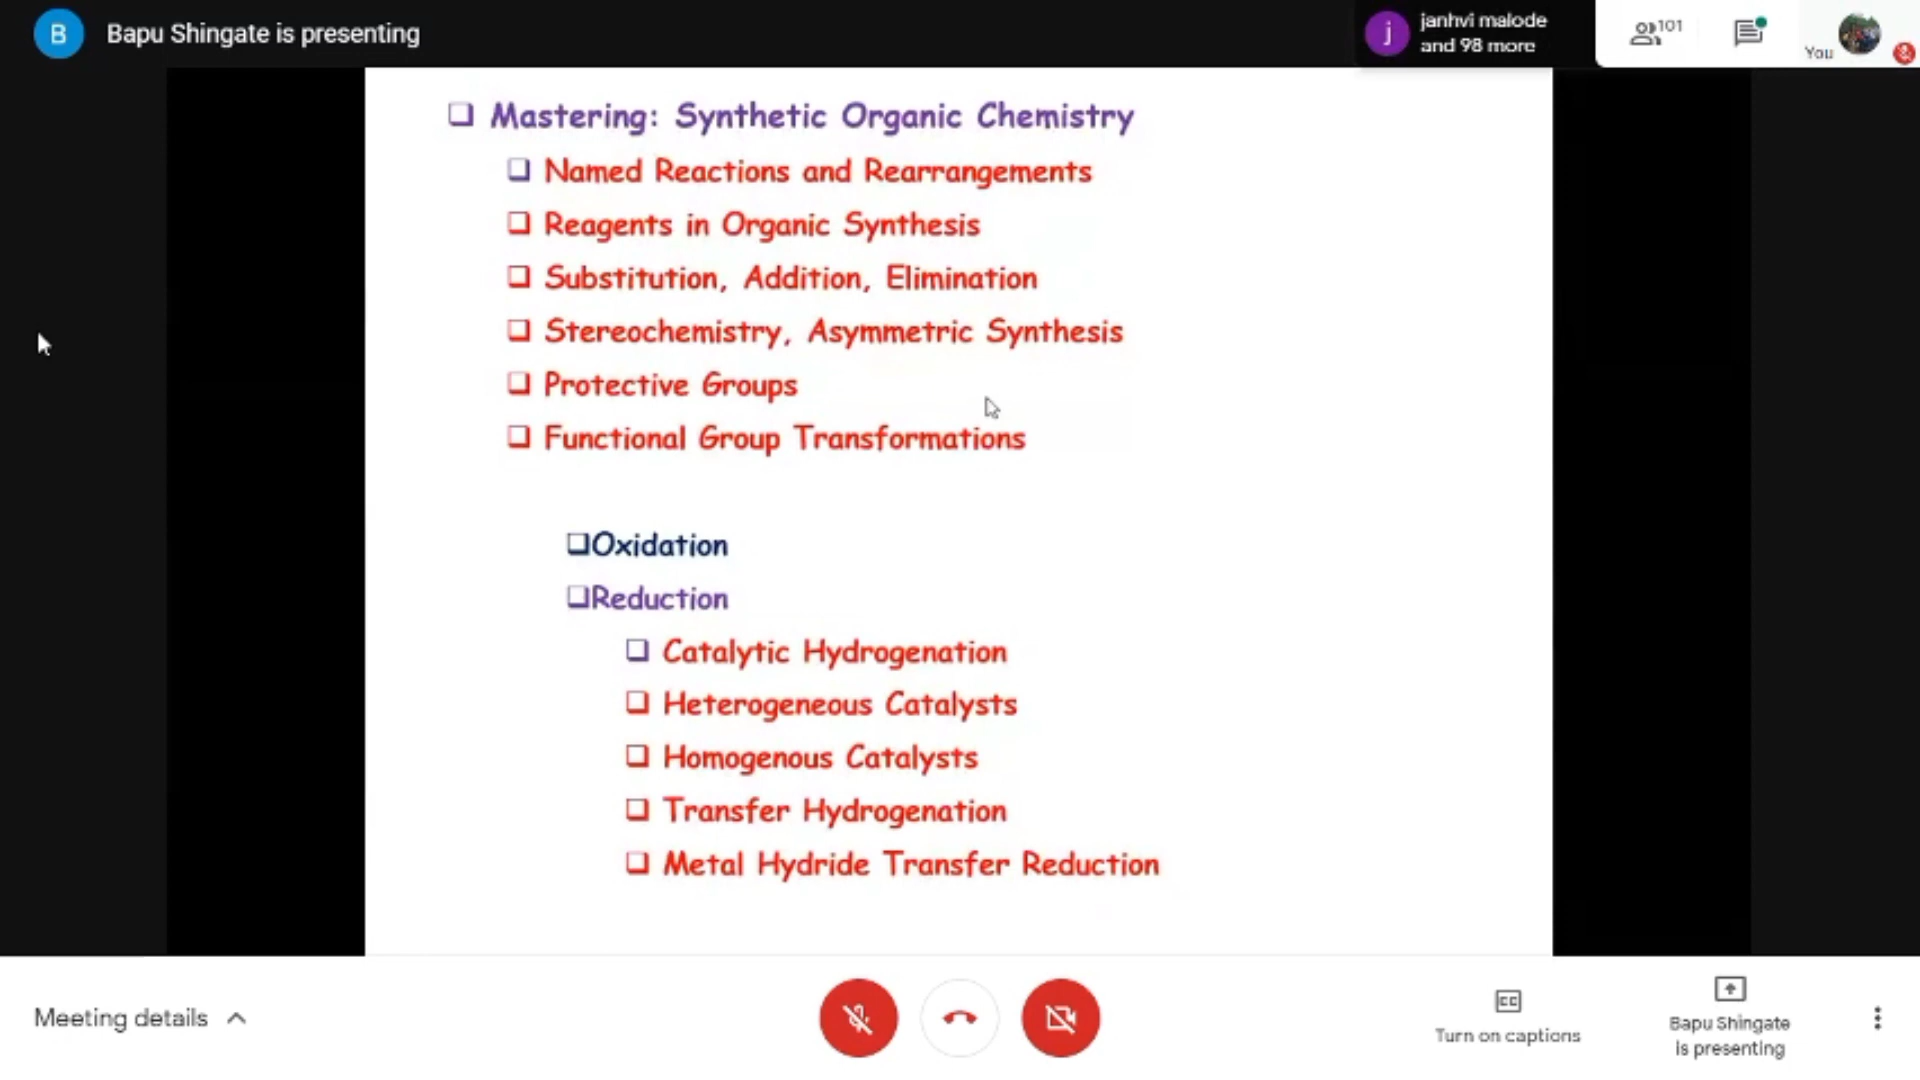 B Bapu Shingate is presenting
j janhvi malode
and 98 more
101
You
Mastering: Synthetic Organic Chemistry
Named Reactions and Rearrangements
Reagents in Organic Synthesis
Substitution, Addition, Elimination
Stereochemistry, Asymmetric Synthesis
Protective Groups
Functional Group Transformations
Oxidation
Reduction
Catalytic Hydrogenation
Heterogeneous Catalysts
Homogenous Catalysts
Transfer Hydrogenation
Metal Hydride Transfer Reduction
Meeting details
CC
Turn on captions
Bapu Shingate
is presenting